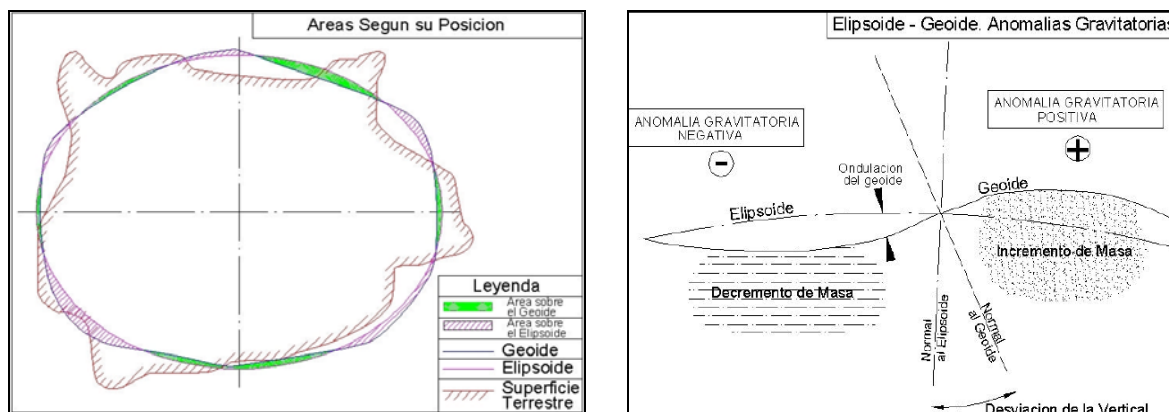 Areas Segun su Posicion
Leyenda
Area sobre
el Geoide
Area sobre
el Elipsoide
Geoide
Elipsoide
Superficie
Terrestre
Elipsoide - Geoide. Anomalias Gravitatorias
ANOMALIA GRAVITATORIA
NEGATIVA
-
ANOMALIA GRAVITATORIA
POSITIVA
+
Ondulación
del geoide
Geoide
Elipsoide
Incremento de Masa
Decremento de Masa
Normal
al Elipsoide
Normal
al Geoide
Desviacion de la Vertical